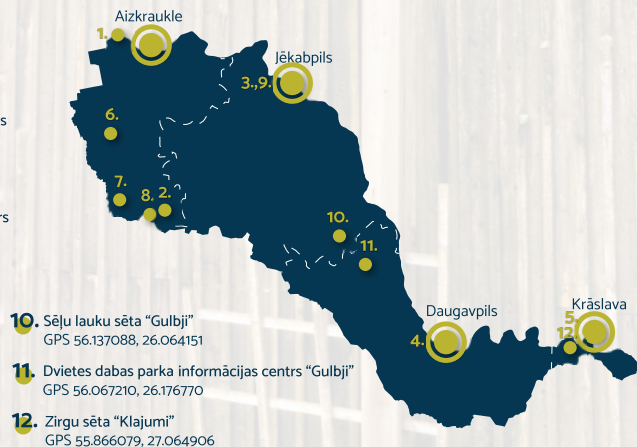 Aizkraukle
1.
Jēkabpils
3.,9.
s
6.
7.
8. 2.
rs
10.
11.
Daugavpils
4.
Krāslava
5.
12.
10. Sēļu lauku sēta “Gulbji”
GPS 56.137088, 26.064151
11. Dvietes dabas parka informācijas centrs “Gulbji”
GPS 56.067210, 26.176770
12. Zirgu sēta “Klajumi”
GPS 55.866079, 27.064906